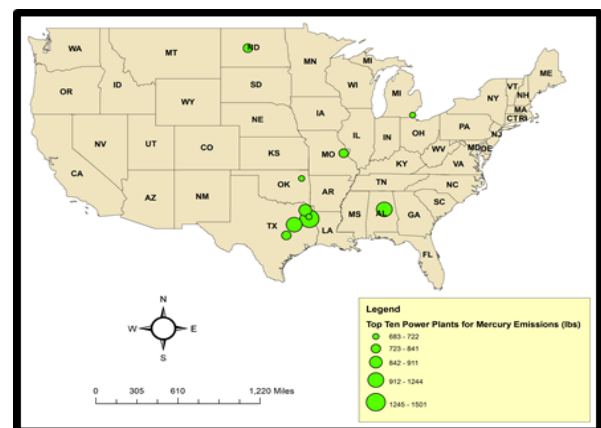 WA
MT
ND
MN
MI
ME
VT
NH
OR
ID
SD
WI
MI
NY
MA
CT RI
WY
IA
PA
NJ
NE
IL
IN
OH
MD DE
NV
UT
CO
KS
MO
WV
VA
KY
CA
OK
AR
TN
NC
AZ
NM
SC
MS
AL
GA
TX
LA
FL
N
W E
S
0 305 610 1,220 Miles
Legend
Top Ten Power Plants for Mercury Emissions (lbs)
683 - 722
723 - 841
842 - 911
912 - 1244
1245 - 1501